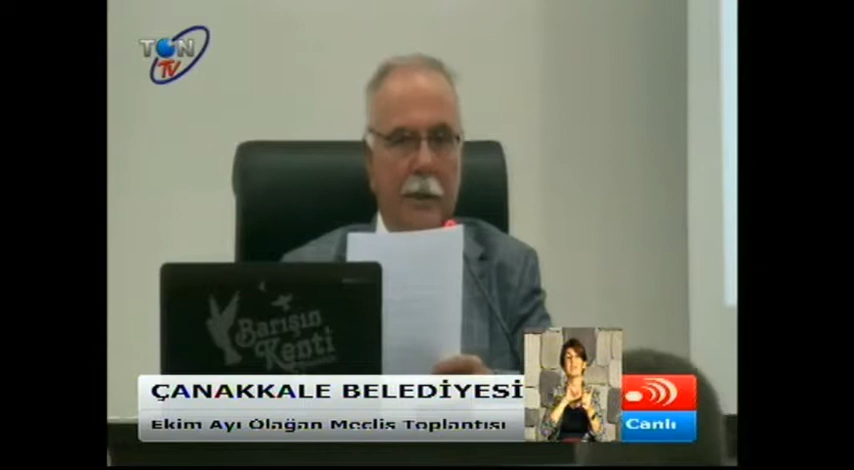 TON
TV
Barışın
Kenti
ÇANAKKALE BELEDİYESİ
Ekim Ayı Olağan Meclis Toplantısı
Canlı